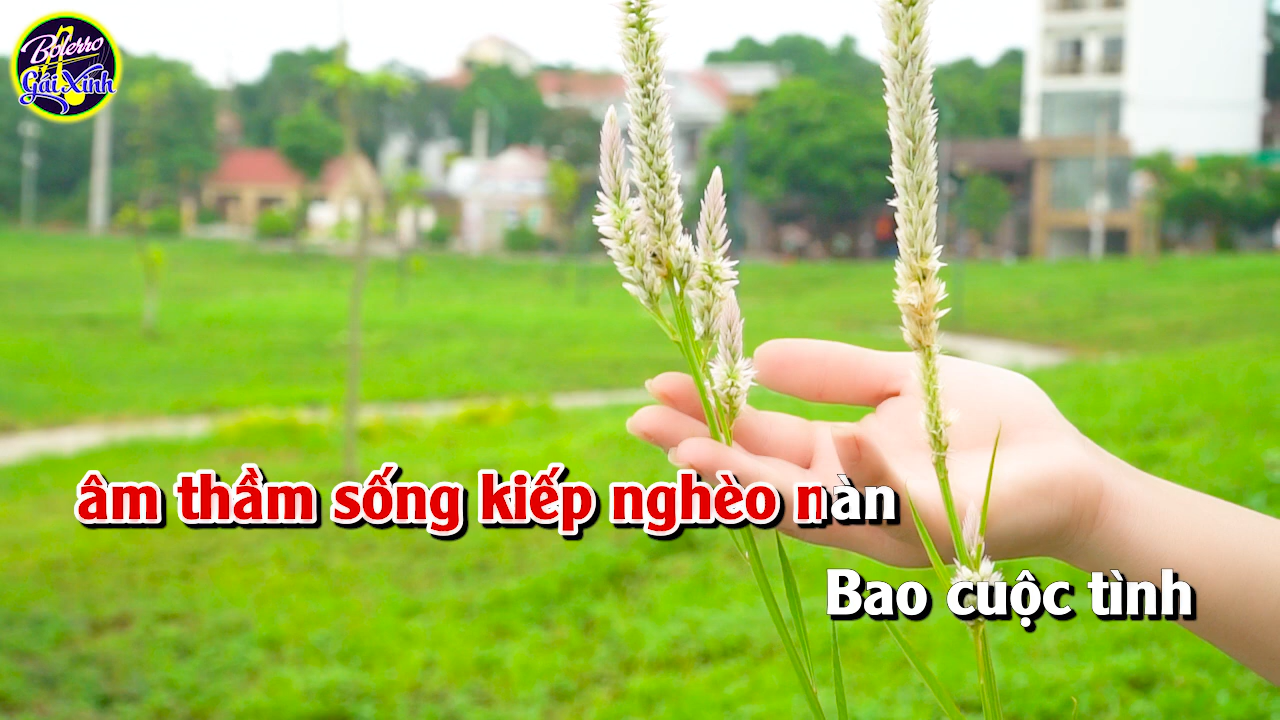 Bolerro
Gái Xinh
âm thầm sống kiếp nghèo nàn
Bao cuộc tình